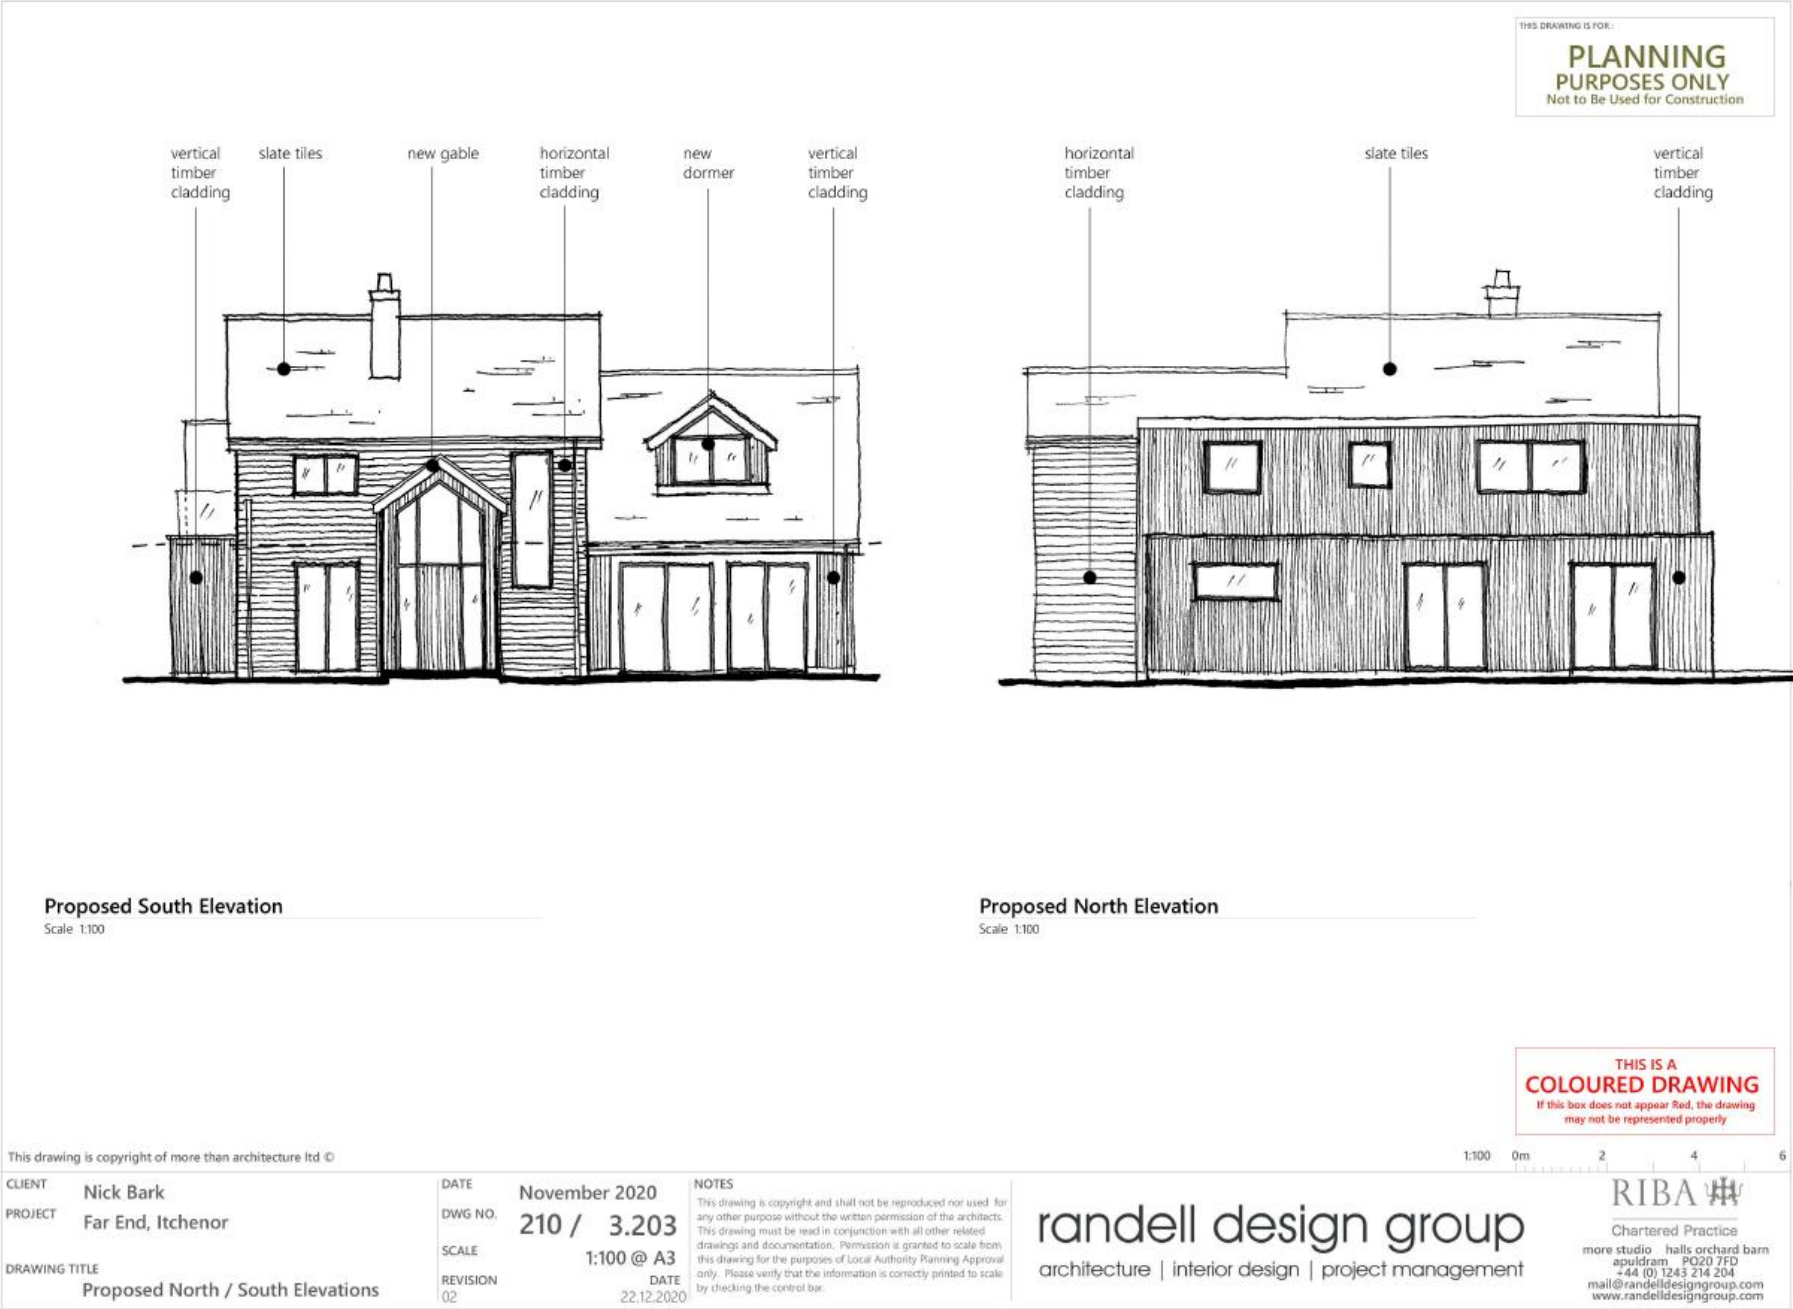 THIS DRAWING IS FOR :
PLANNING
PURPOSES ONLY
Not to Be Used for Construction
vertical
timber
cladding
slate tiles
new gable
horizontal
timber
cladding
new
dormer
vertical
timber
cladding
horizontal
timber
cladding
slate tiles
vertical
timber
cladding
Proposed South Elevation
Scale 1:100
Proposed North Elevation
Scale 1:100
THIS IS A
COLOURED DRAWING
If this box does not appear Red, the drawing
may not be represented properly
This drawing is copyright of more than architecture ltd ©
1:100 0m 2 4 6
CLIENT Nick Bark
PROJECT Far End, Itchenor
DRAWING TITLE
Proposed North / South Elevations
DATE November 2020
DWG NO. 210 / 3.203
SCALE 1:100 @ A3
REVISION DATE
02 22.12.2020
NOTES
This drawing is copyright and shall not be reproduced nor used for
any other purpose without the written permission of the architects.
This drawing must be read in conjunction with all other related
drawings and documentation. Permission is granted to scale from
this drawing for the purposes of Local Authority Planning Approval
only. Please verify that the information is correctly printed to scale
by checking the control bar.
randell design group
architecture | interior design | project management
RIBA
Chartered Practice
more studio halls orchard barn
apuldram PO20 7FD
+44 (0) 1243 214 204
mail@randelldesigngroup.com
www.randelldesigngroup.com